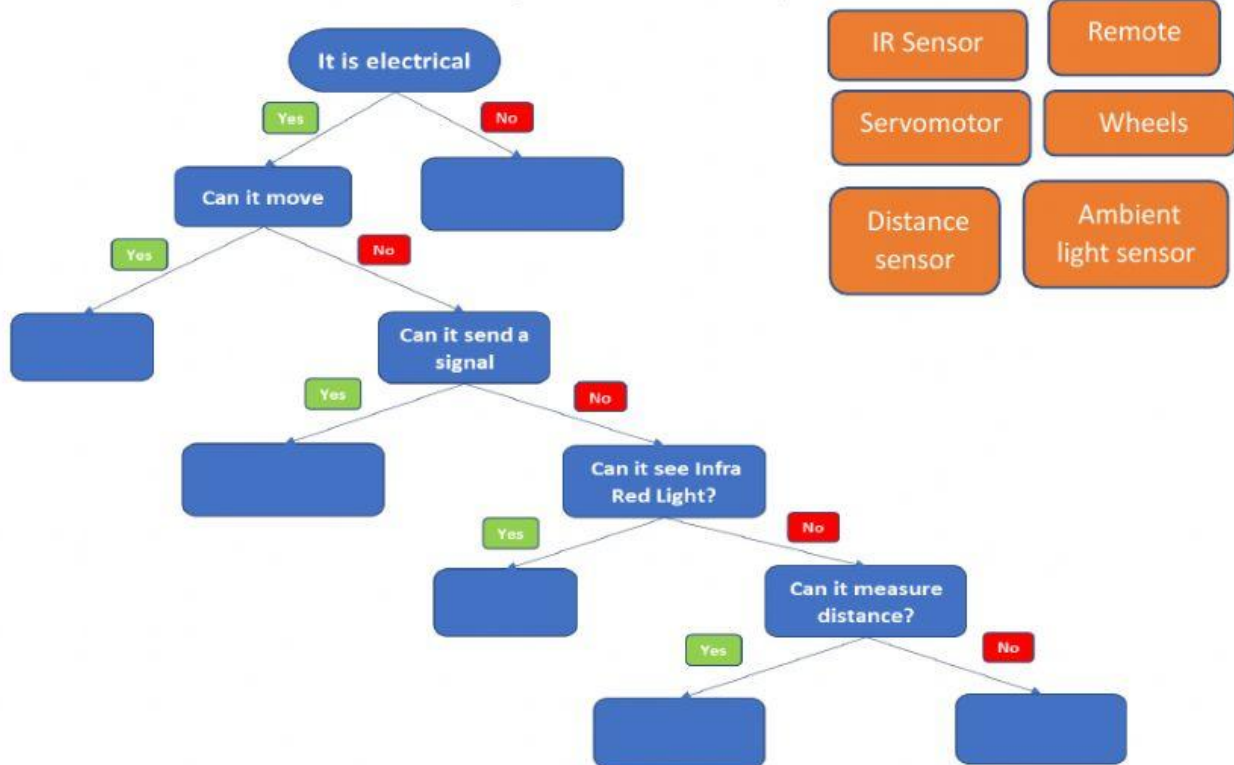 It is electrical
Yes
No
Can it move
Yes
No
Can it send a
signal
Yes
No
Can it see Infra
Red Light?
Yes
No
Can it measure
distance?
Yes
No
IR Sensor
Remote
Servomotor
Wheels
Distance
sensor
Ambient
light sensor